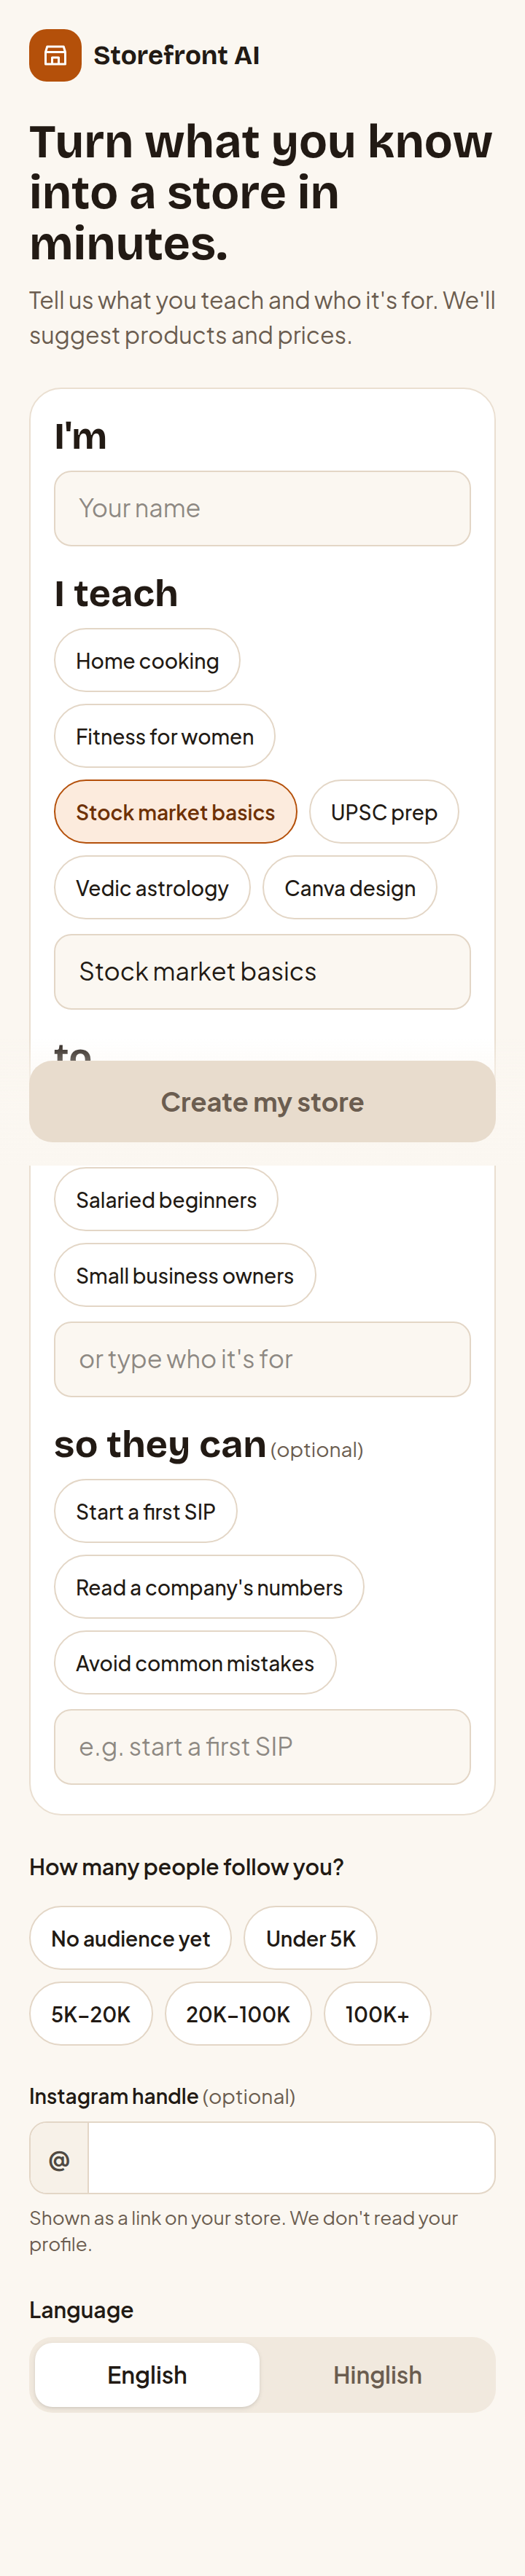 Storefront AI
Turn what you know
into a store in
minutes.
Tell us what you teach and who it's for. We'll
suggest products and prices.
I'm
Your name
I teach
Home cooking
Fitness for women
Stock market basics UPSC prep
Vedic astrology Canva design
Stock market basics
to
Create my store
Salaried beginners
Small business owners
or type who it's for
so they can (optional)
Start a first SIP
Read a company's numbers
Avoid common mistakes
e.g. start a first SIP
How many people follow you?
No audience yet Under 5K
5K–20K 20K–100K 100K+
Instagram handle (optional)
@
Shown as a link on your store. We don't read your
profile.
Language
English Hinglish